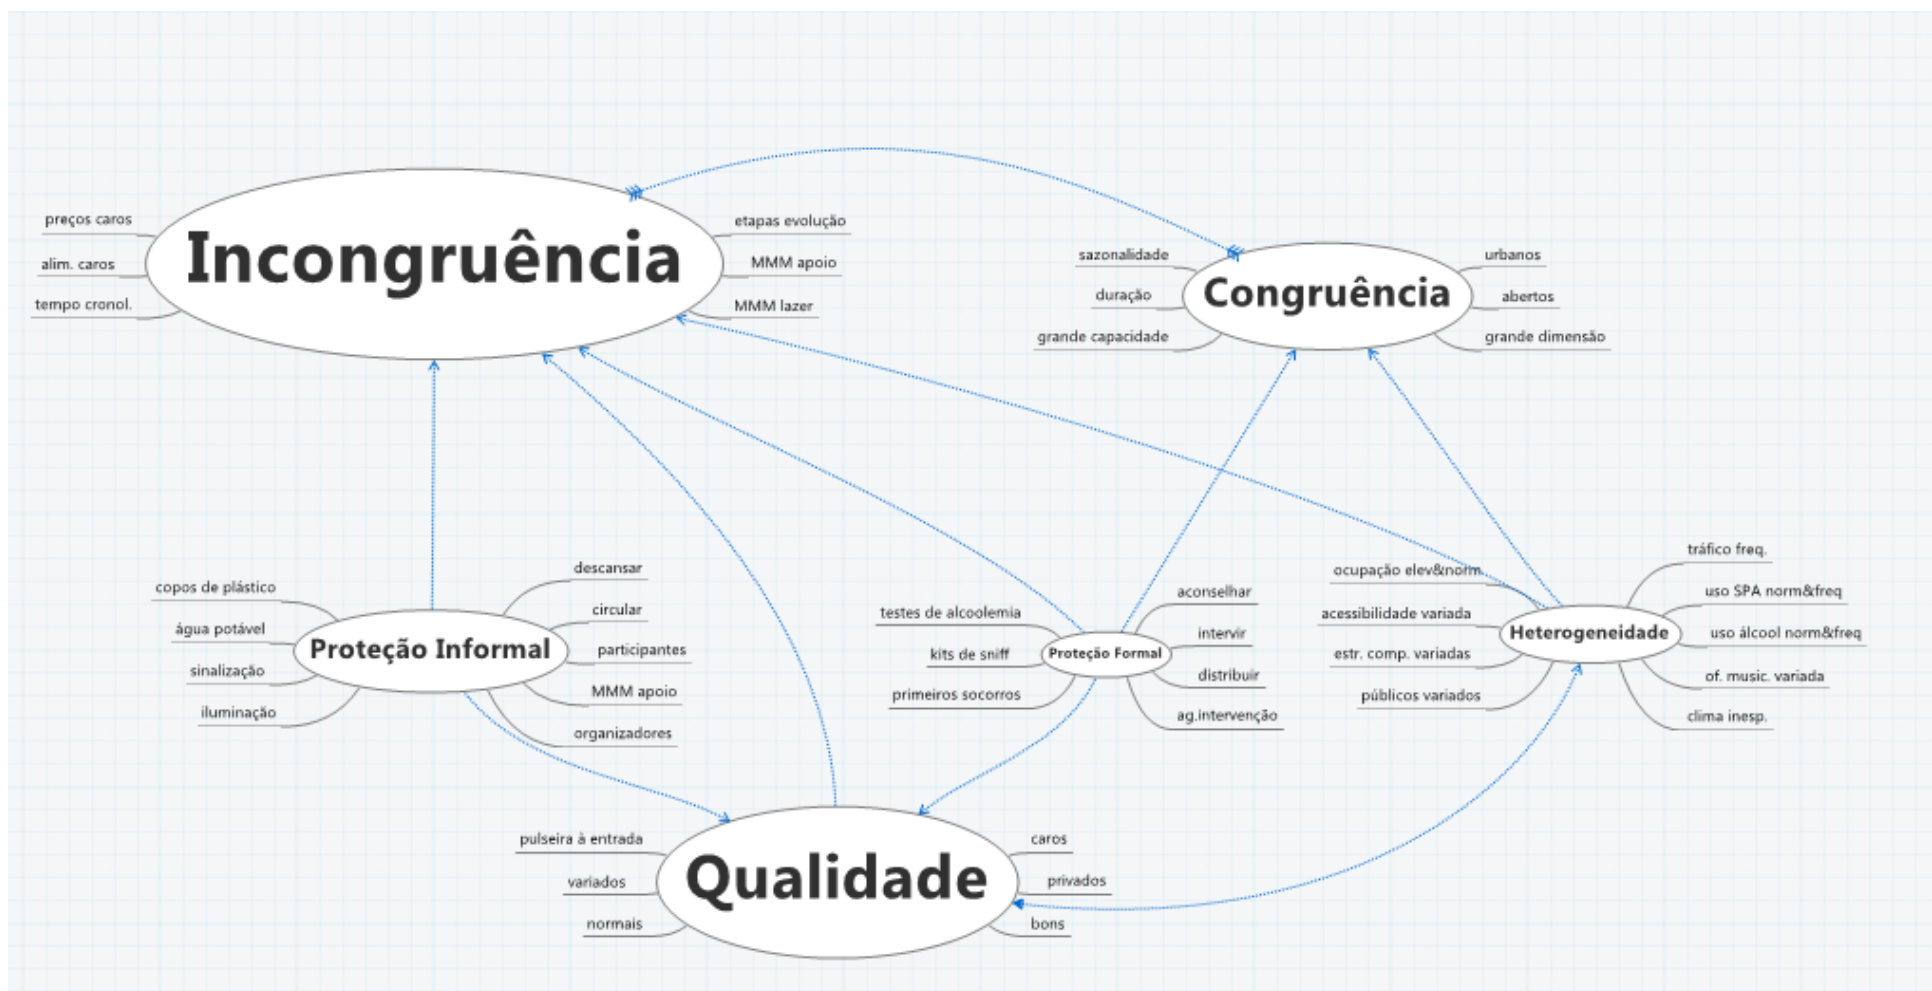 Incongruência
preços caros
alim. caros
tempo cronol.
etapas evolução
MMM apoio
MMM lazer
Congruência
sazonalidade
duração
grande capacidade
urbanos
abertos
grande dimensão
Proteção Informal
copos de plástico
água potável
sinalização
iluminação
descansar
circular
participantes
MMM apoio
organizadores
Proteção Formal
testes de alcoolemia
kits de sniff
primeiros socorros
aconselhar
intervir
distribuir
ag.intervenção
Heterogeneidade
ocupação elev&norm.
acessibilidade variada
estr. comp. variadas
públicos variados
tráfico freq.
uso SPA norm&freq
uso álcool norm&freq
of. music. variada
clima inesp.
Qualidade
pulseira à entrada
variados
normais
caros
privados
bons